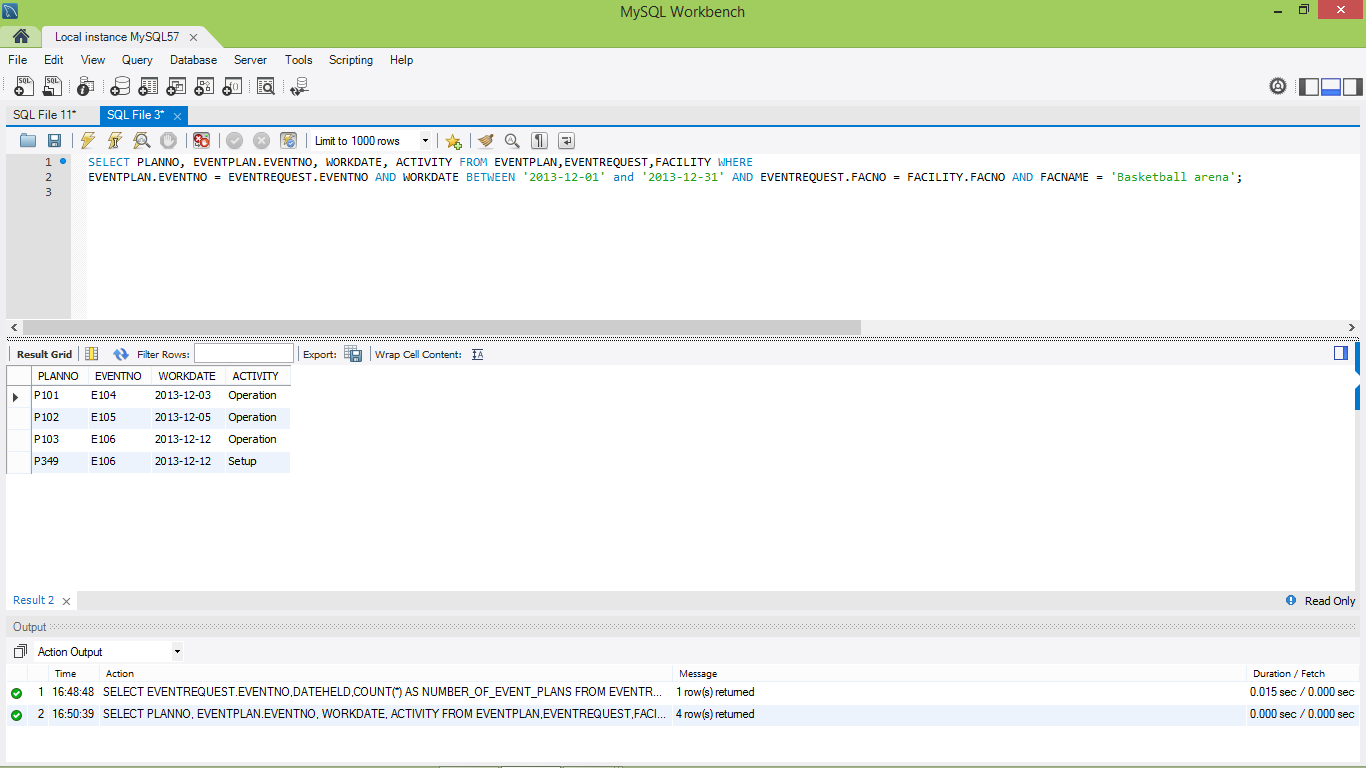 MySQL Workbench
Local instance MySQL57
File Edit View Query Database Server Tools Scripting Help
SQL File 11* SQL File 3*
Limit to 1000 rows
1 SELECT PLANNO, EVENTPLAN.EVENTNO, WORKDATE, ACTIVITY FROM EVENTPLAN,EVENTREQUEST,FACILITY WHERE
2 EVENTPLAN.EVENTNO = EVENTREQUEST.EVENTNO AND WORKDATE BETWEEN '2013-12-01' and '2013-12-31' AND EVENTREQUEST.FACNO = FACILITY.FACNO AND FACNAME = 'Basketball arena';
3
Result Grid Filter Rows: Export: Wrap Cell Content: IA
PLANNO EVENTNO WORKDATE ACTIVITY
P101 E104 2013-12-03 Operation
P102 E105 2013-12-05 Operation
P103 E106 2013-12-12 Operation
P349 E106 2013-12-12 Setup
Result 2 Read Only
Output
Action Output
Time Action Message Duration / Fetch
1 16:48:48 SELECT EVENTREQUEST.EVENTNO,DATEHELD,COUNT(*) AS NUMBER_OF_EVENT_PLANS FROM EVENTR... 1 row(s) returned 0.015 sec / 0.000 sec
2 16:50:39 SELECT PLANNO, EVENTPLAN.EVENTNO, WORKDATE, ACTIVITY FROM EVENTPLAN,EVENTREQUEST,FACI... 4 row(s) returned 0.000 sec / 0.000 sec